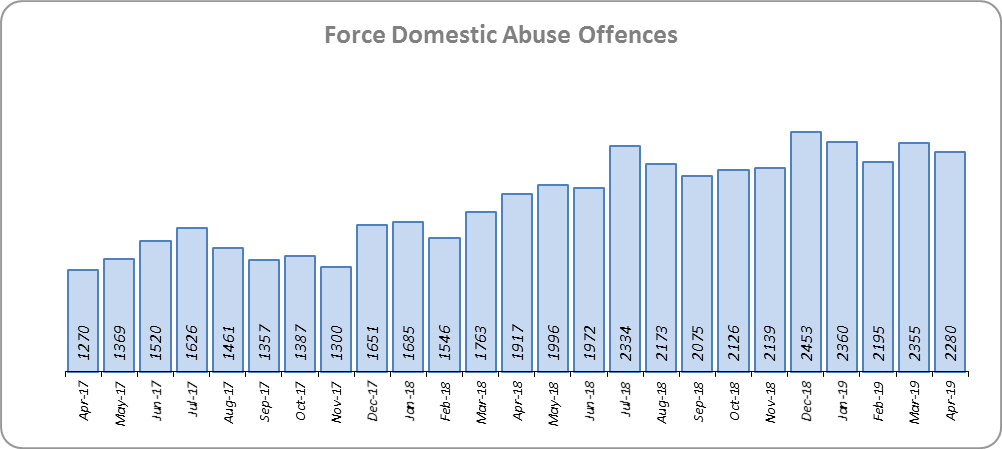 Force Domestic Abuse Offences
1270 1369 1520 1626 1461 1357 1387 1300 1651 1685 1546 1763 1917 1996 1972 2334 2173 2075 2126 2139 2453 2360 2195 2355 2280
Apr-17 May-17 Jun-17 Jul-17 Aug-17 Sep-17 Oct-17 Nov-17 Dec-17 Jan-18 Feb-18 Mar-18 Apr-18 May-18 Jun-18 Jul-18 Aug-18 Sep-18 Oct-18 Nov-18 Dec-18 Jan-19 Feb-19 Mar-19 Apr-19